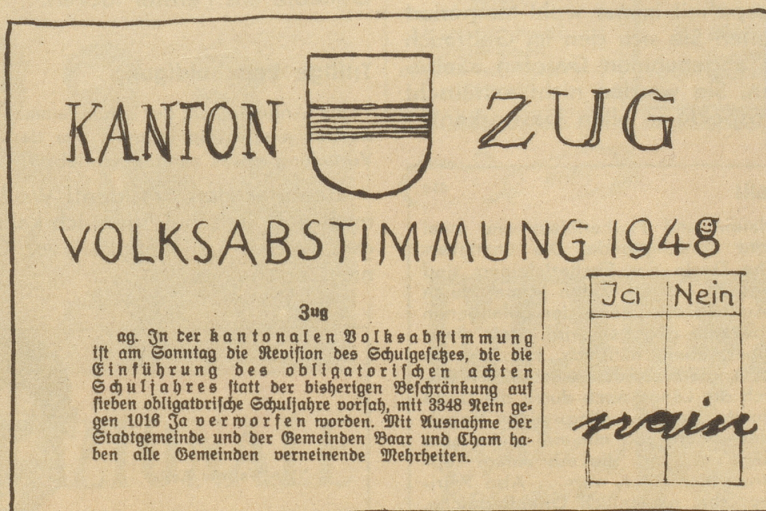 KANTON ZUG
VOLKSABSTIMMUNG 1948
Zug
ag. In der kantonalen Volksabstimmung
ist am Sonntag die Revision des Schulgesetzes, die die
Einführung des obligatorischen achten
Schuljahres statt der bisherigen Beschränkung auf
sieben obligatorische Schuljahre vorsah, mit 3348 Nein ge-
gen 1016 Ja verworfen worden. Mit Ausnahme der
Stadtgemeinde und der Gemeinden Baar und Cham ha-
ben alle Gemeinden verneinende Mehrheiten.
Ja Nein
nein